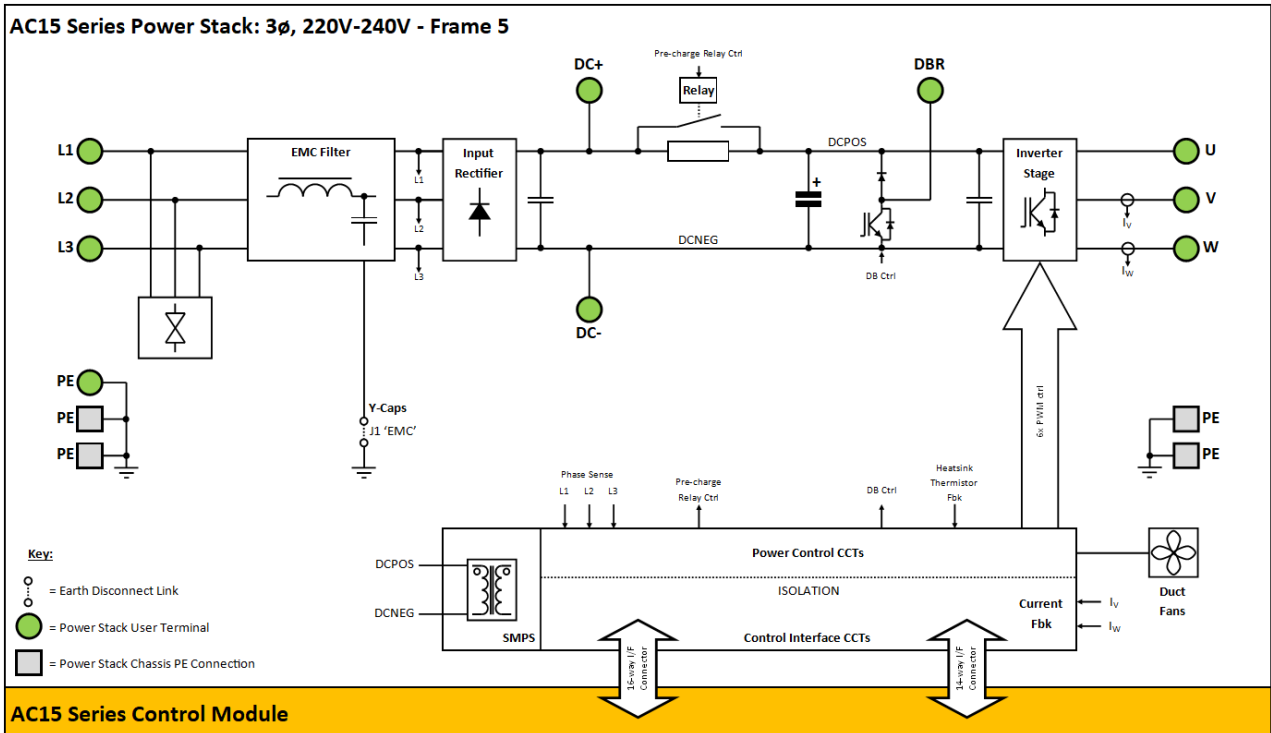 AC15 Series Power Stack: 3ø, 220V-240V - Frame 5
DC+
Pre-charge Relay Ctrl
Relay
DBR
L1
L2
L3
EMC Filter
L1
L2
L3
Input
Rectifier
DCPOS
DCNEG
DB Ctrl
Inverter
Stage
U
V
W
IV
IW
DC-
PE
PE
PE
Y-Caps
J1 ‘EMC’
6x PWM ctrl
PE
PE
Phase Sense
L1 L2 L3
Pre-charge
Relay Ctrl
DB Ctrl
Heatsink
Thermistor
Fbk
Key:
= Earth Disconnect Link
= Power Stack User Terminal
= Power Stack Chassis PE Connection
DCPOS
DCNEG
SMPS
Power Control CCTs
ISOLATION
Control Interface CCTs
Current
Fbk
IV
IW
Duct
Fans
16-way I/F
Connector
14-way I/F
Connector
AC15 Series Control Module